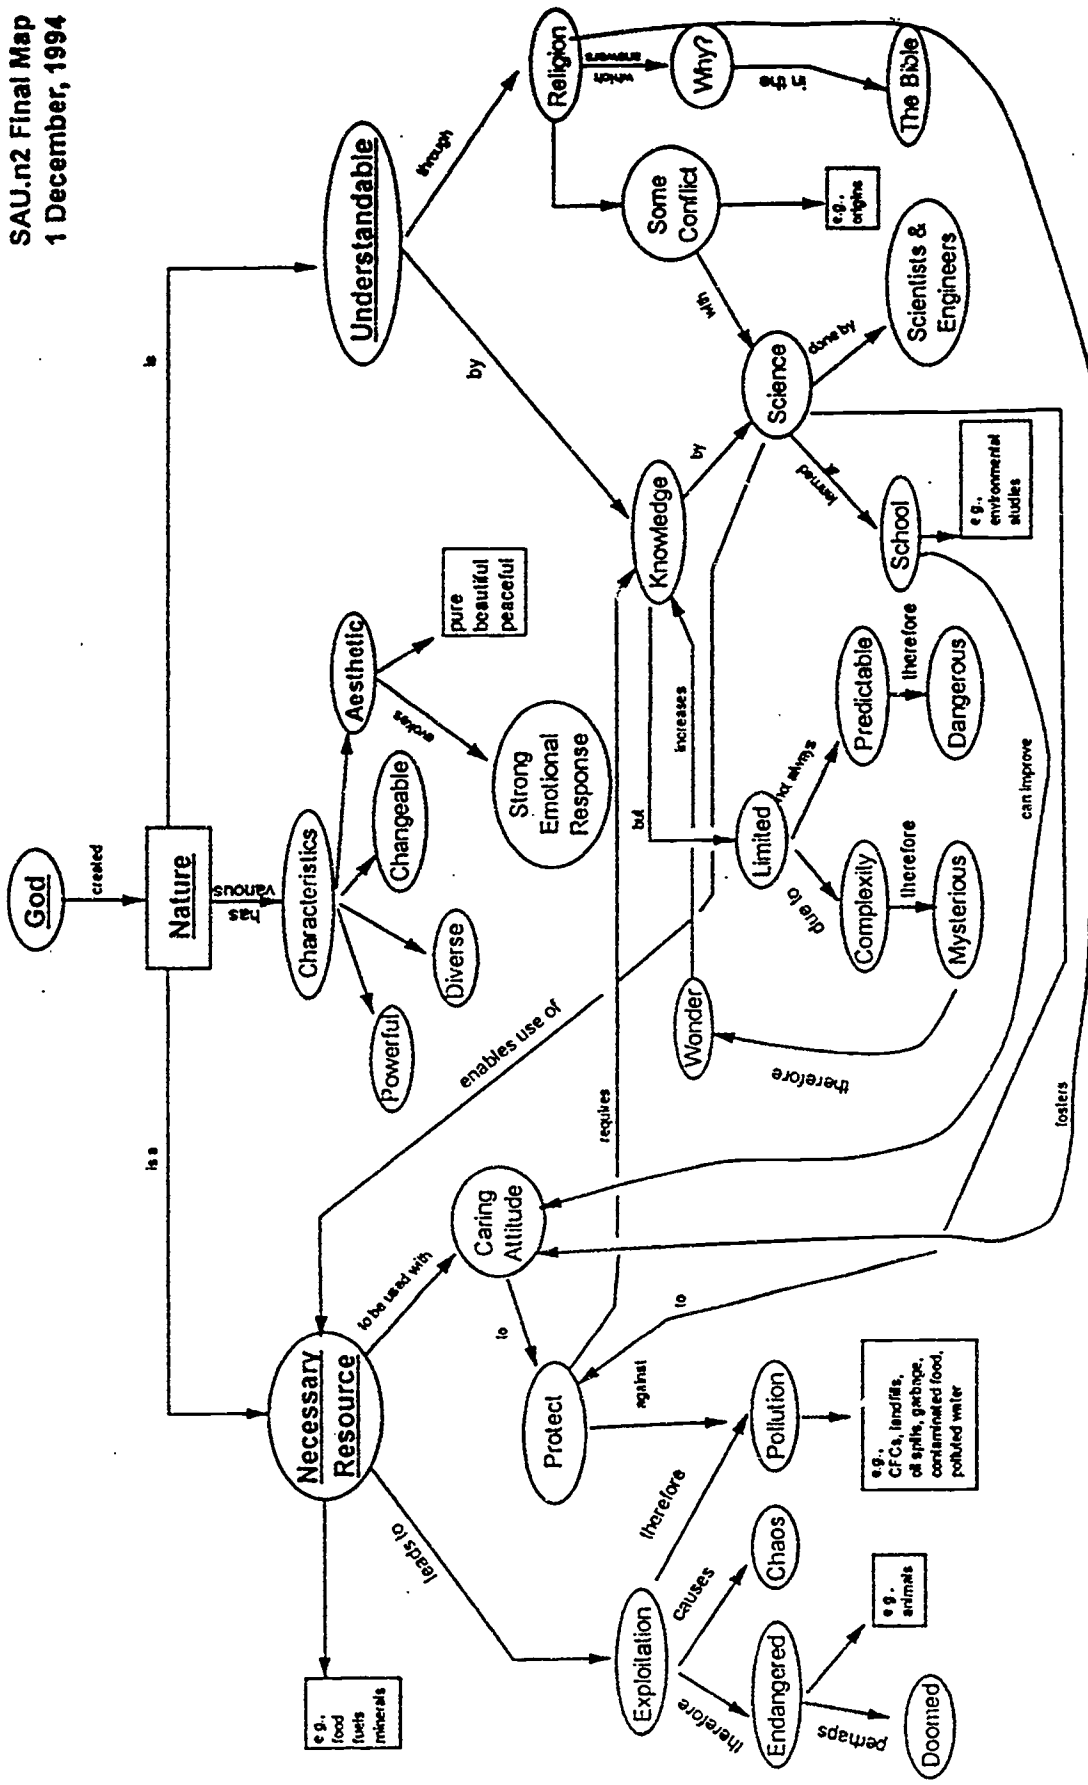 SAU.n2 Final Map
1 December, 1994
God
created
Nature
is a
is
has
various
Characteristics
Powerful
Diverse
Changeable
Aesthetic
evokes
pure
beautiful
peaceful
Strong
Emotional
Response
Necessary
Resource
e g.,
food
fuels
minerals
to be used with
leads to
enables use of
Caring
Attitude
to
Protect
against
requires
to
Exploitation
therefore
causes
therefore
Pollution
Chaos
Endangered
perhaps
Doomed
e g.
animals
e.g.,
CFCs, landfills,
oil spills, garbage,
contaminated food,
polluted water
Understandable
through
by
Religion
which
answers
Why?
in the
The Bible
Some
Conflict
e.g.,
origins
with
Knowledge
by
Science
done by
Scientists &
Engineers
learned
at
School
e g.,
environmental
studies
but
increases
Wonder
Limited
not always
due to
Predictable
therefore
Dangerous
Complexity
therefore
Mysterious
therefore
can improve
fosters